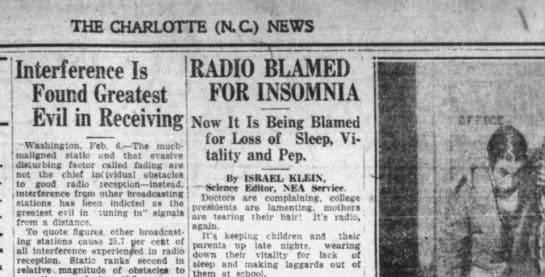 THE CHARLOTTE (N. C.) NEWS
Interference Is
Found Greatest
Evil in Receiving
Washington, Feb. 6.—The much-
maligned static and that evasive
disturbing factor called fading are
not the chief individual obstacles
to good radio reception—instead,
interference from other broadcasting
stations has been indicted as the
greatest evil in "tuning in" signals
from a distance.
To quote figures, other broadcast-
ing stations cause 25.7 per cent of
all interference experienced in radio
reception. Static ranks second in
relative magnitude of obstacles to
RADIO BLAMED
FOR INSOMNIA
Now It Is Being Blamed
for Loss of Sleep, Vi-
tality and Pep.
By ISRAEL KLEIN,
Science Editor, NEA Service.
Doctors are complaining, college
presidents are lamenting, mothers
are tearing their hair! It's radio,
again.
It's keeping children and their
parents up late nights, wearing
down their vitality for lack of
sleep and making laggards out of
them at school.
OFFICE